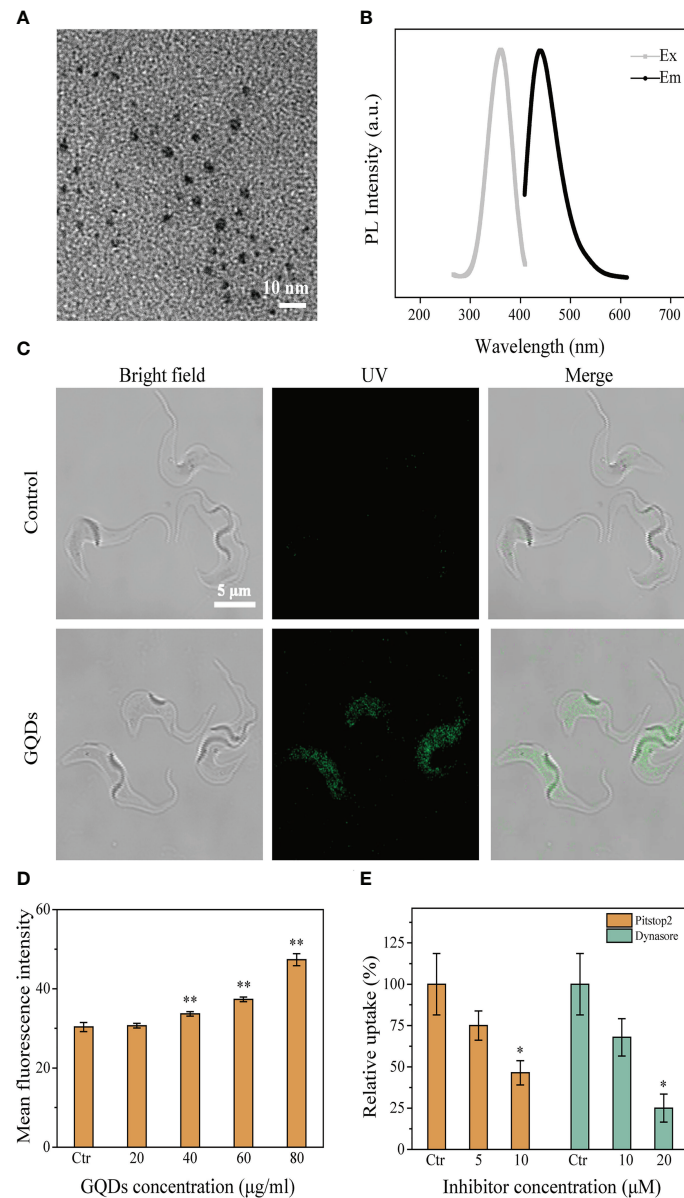 A
10 nm
B
PL Intensity (a.u.)
Ex
Em
200 300 400 500 600 700
Wavelength (nm)
C
Bright field UV Merge
Control
5 μm
GQDs
D
Mean fluorescence intensity
60
30
0
**
**
**
Ctr 20 40 60 80
GQDs concentration (μg/ml)
E
Relative uptake (%)
Pitstop2
Dynasore
125
100
75
50
25
0
*
*
Ctr 5 10 Ctr 10 20
Inhibitor concentration (μM)